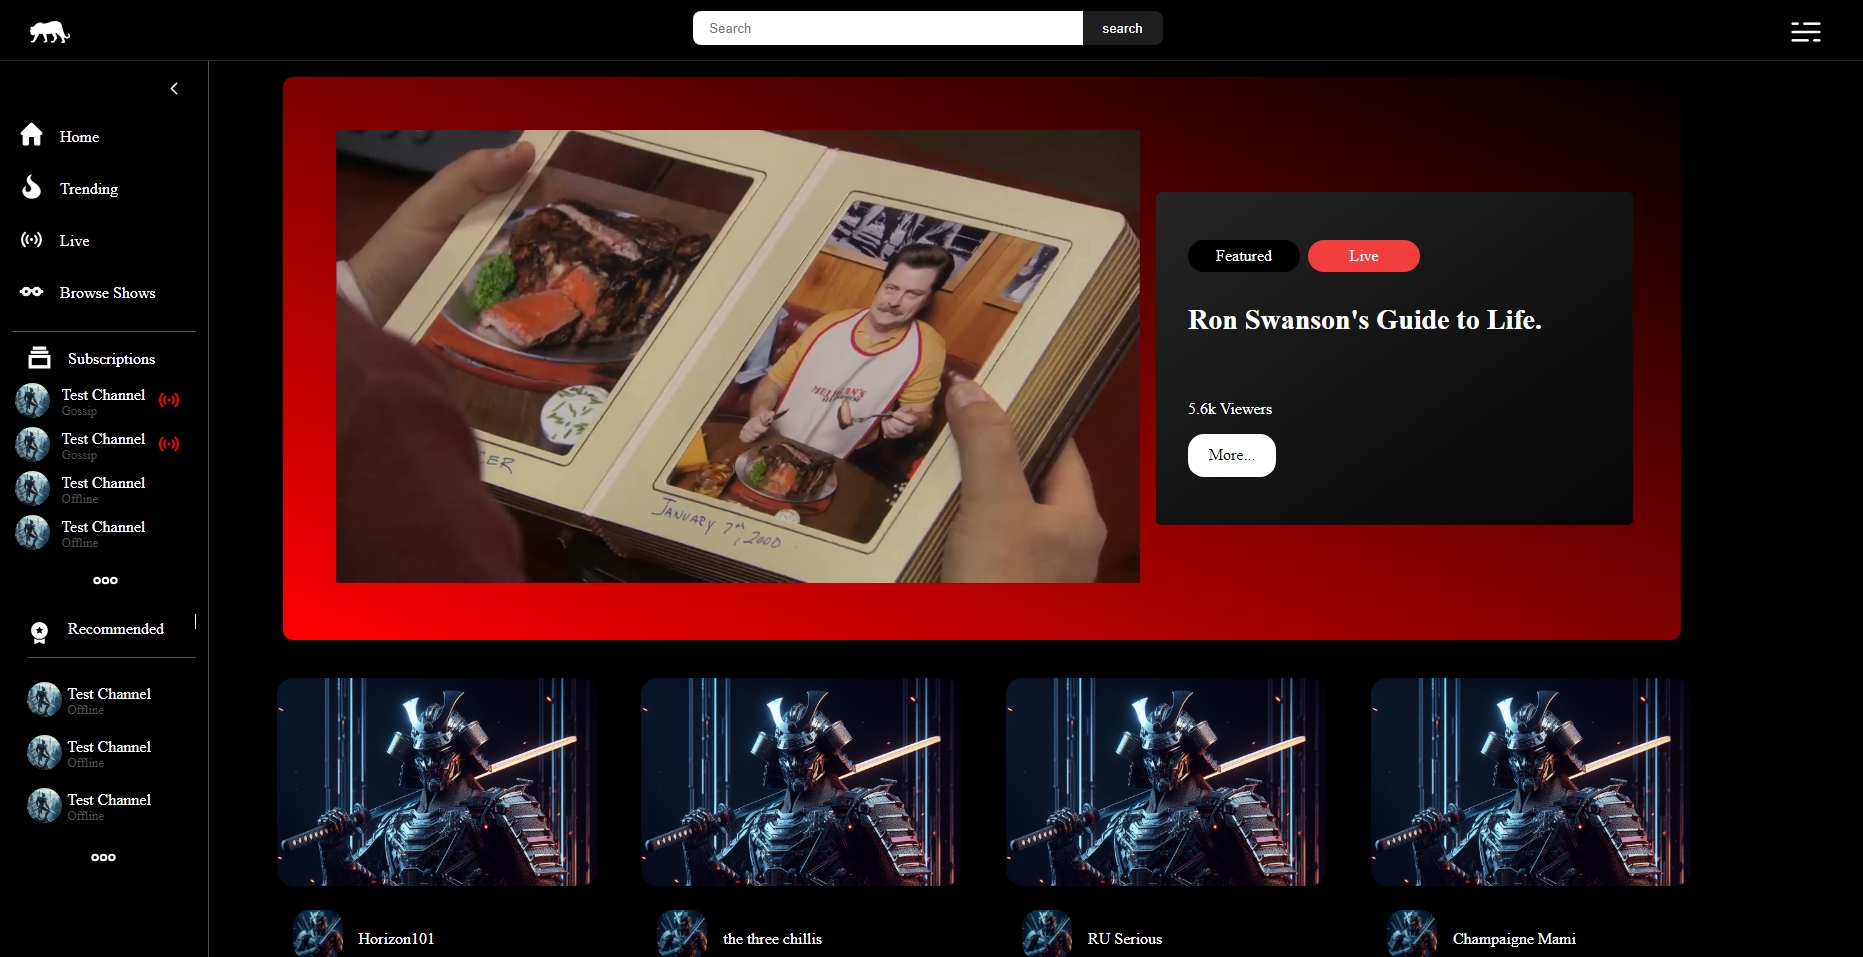 Search
search
Home
Trending
Live
Browse Shows
Subscriptions
Test Channel
Gossip
Test Channel
Gossip
Test Channel
Offline
Test Channel
Offline
Recommended
Test Channel
Offline
Test Channel
Offline
Test Channel
Offline
JANUARY 7th, 2000
Featured
Live
Ron Swanson's Guide to Life.
5.6k Viewers
More...
Horizon101
the three chillis
RU Serious
Champaigne Mami